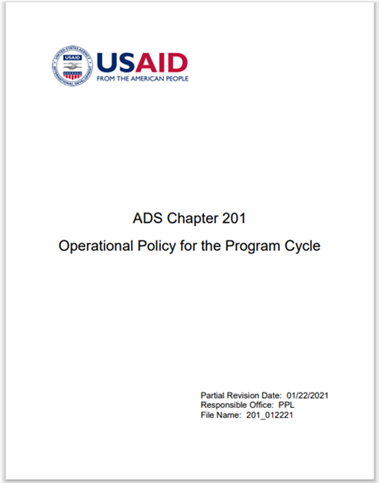 USAID
USAID
FROM THE AMERICAN PEOPLE
ADS Chapter 201
Operational Policy for the Program Cycle
Partial Revision Date: 01/22/2021
Responsible Office: PPL
File Name: 201_012221